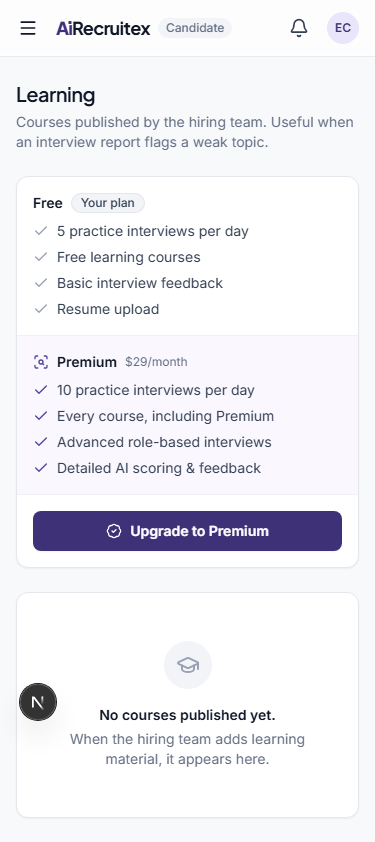 AiRecruitex Candidate EC
Learning
Courses published by the hiring team. Useful when
an interview report flags a weak topic.
Free Your plan
5 practice interviews per day
Free learning courses
Basic interview feedback
Resume upload
Premium $29/month
10 practice interviews per day
Every course, including Premium
Advanced role-based interviews
Detailed AI scoring & feedback
Upgrade to Premium
N
No courses published yet.
When the hiring team adds learning
material, it appears here.